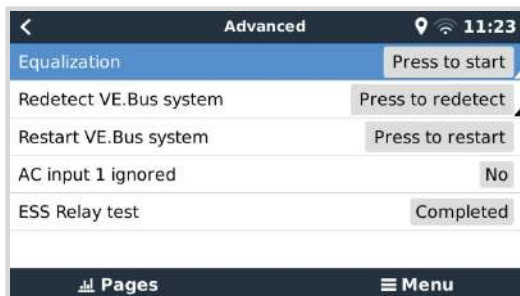 Advanced 11:23
Equalization Press to start
Redetect VE.Bus system Press to redetect
Restart VE.Bus system Press to restart
AC input 1 ignored No
ESS Relay test Completed
Pages Menu